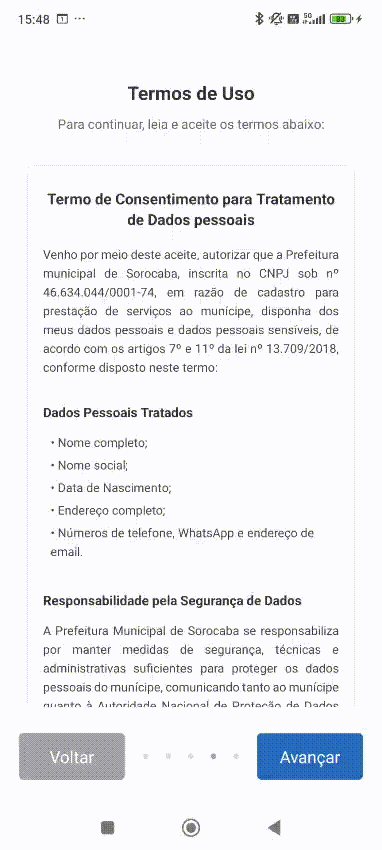 15:48
Termos de Uso
Para continuar, leia e aceite os termos abaixo:
Termo de Consentimento para Tratamento
de Dados pessoais
Venho por meio deste aceite, autorizar que a Prefeitura
municipal de Sorocaba, inscrita no CNPJ sob nº
46.634.044/0001-74, em razão de cadastro para
prestação de serviços ao munícipe, disponha dos
meus dados pessoais e dados pessoais sensíveis, de
acordo com os artigos 7º e 11º da lei nº 13.709/2018,
conforme disposto neste termo:
Dados Pessoais Tratados
• Nome completo;
• Nome social;
• Data de Nascimento;
• Endereço completo;
• Números de telefone, WhatsApp e endereço de
email.
Responsabilidade pela Segurança de Dados
A Prefeitura Municipal de Sorocaba se responsabiliza
por manter medidas de segurança, técnicas e
administrativas suficientes para proteger os dados
pessoais do munícipe, comunicando tanto ao munícipe
quanto à Autoridade Nacional de Proteção de Dados
Voltar
Avançar